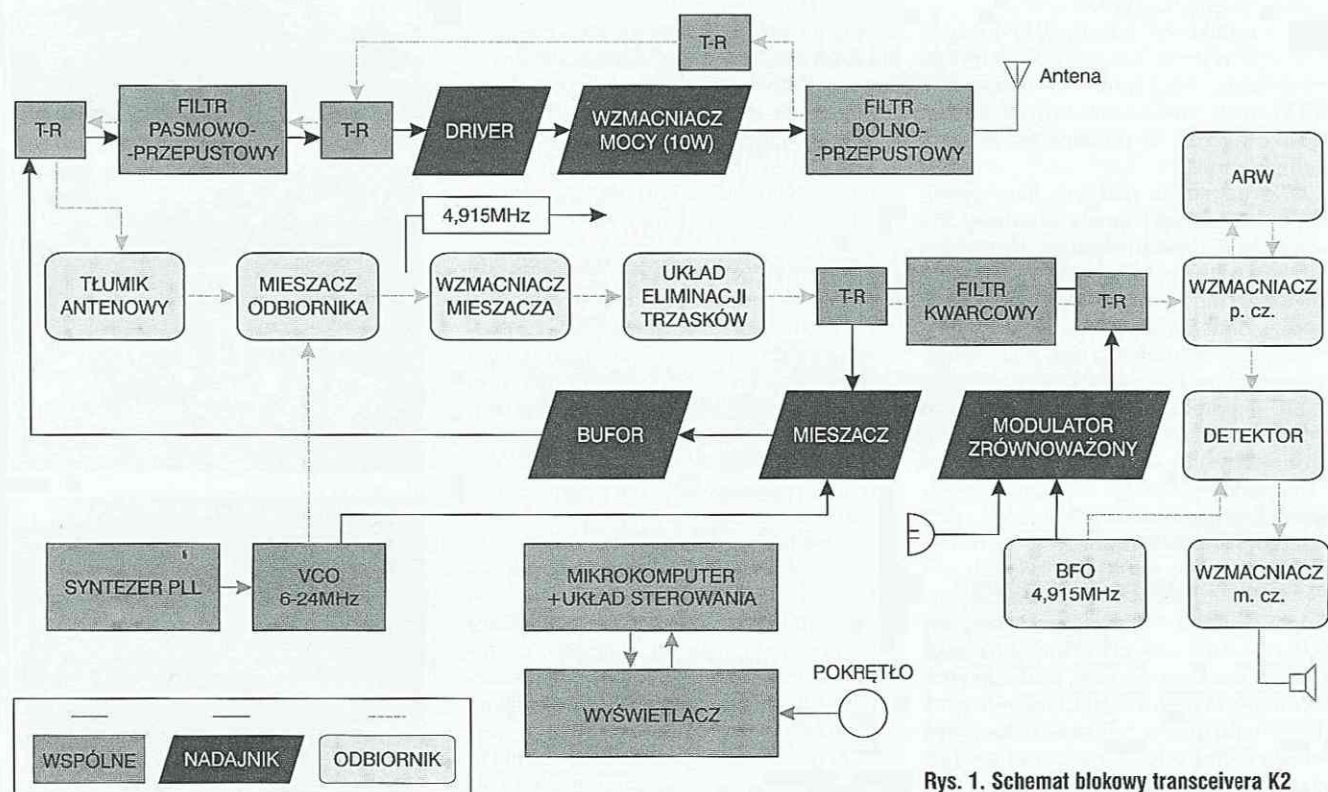 T-R
Antena
T-R
FILTR
PASMOWO-
-PRZEPUSTOWY
T-R
DRIVER
WZMACNIACZ
MOCY (10W)
FILTR
DOLNO-
-PRZEPUSTOWY
ARW
4,915MHz
TŁUMIK
ANTENOWY
MIESZACZ
ODBIORNIKA
WZMACNIACZ
MIESZACZA
UKŁAD
ELIMINACJI
TRZASKÓW
T-R
FILTR
KWARCOWY
T-R
WZMACNIACZ
p. cz.
BUFOR
MIESZACZ
MODULATOR
ZRÓWNOWAŻONY
DETEKTOR
SYNTEZER PLL
VCO
6-24MHz
MIKROKOMPUTER
+UKŁAD STEROWANIA
BFO
4,915MHz
WZMACNIACZ
m. cz.
WYŚWIETLACZ
POKRĘTŁO
WSPÓLNE
NADAJNIK
ODBIORNIK
Rys. 1. Schemat blokowy transceivera K2